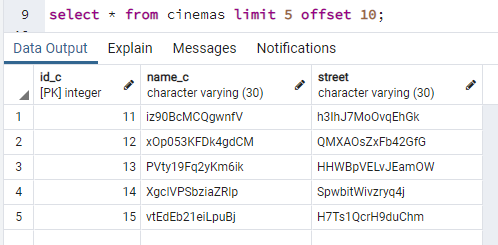 9 select * from cinemas limit 5 offset 10;
Data Output Explain Messages Notifications
id_c name_c street
[PK] integer character varying (30) character varying (30)
1 11 iz90BcMCQgwnfV h3IhJ7MoOvqEhGk
2 12 xOp053KFDk4gdCM QMXAOsZxFb42GfG
3 13 PVty19Fq2yKm6ik HHWBpVELvJEamOW
4 14 XgcIVPSbziaZRlp SpwbitWivzryq4j
5 15 vtEdEb21eiLpuBj H7Ts1QcrH9duChm